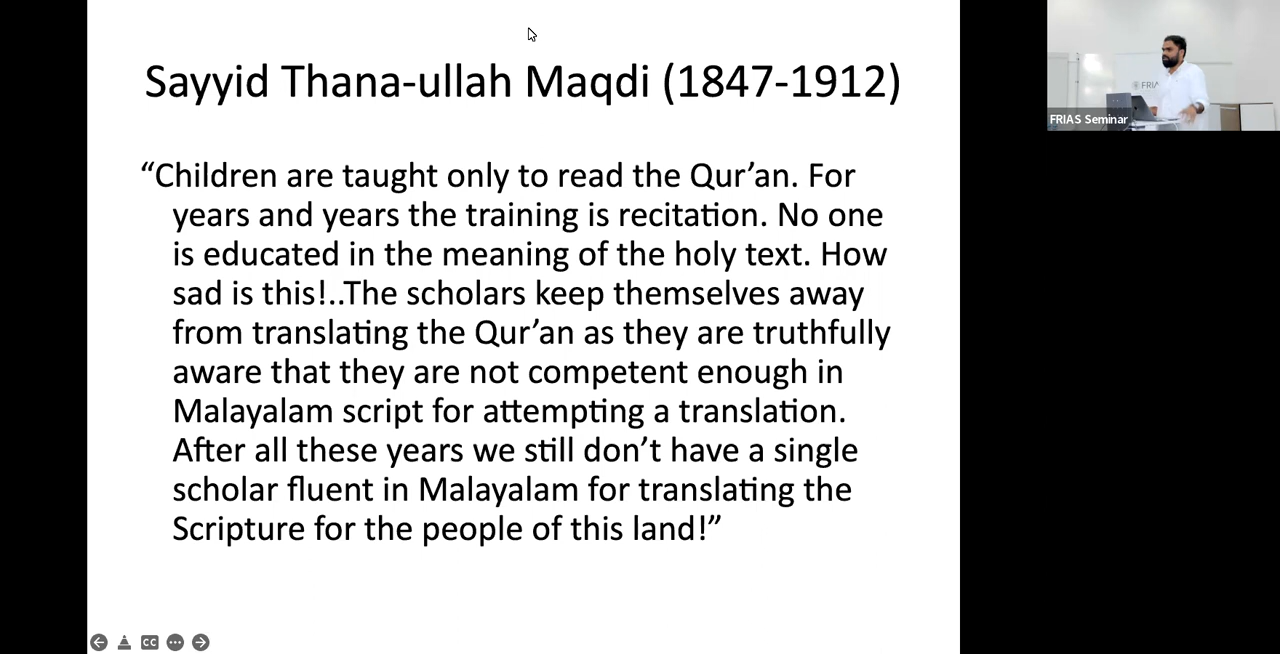 Sayyid Thana-ullah Maqdi (1847-1912)
“Children are taught only to read the Qur’an. For
years and years the training is recitation. No one
is educated in the meaning of the holy text. How
sad is this!..The scholars keep themselves away
from translating the Qur’an as they are truthfully
aware that they are not competent enough in
Malayalam script for attempting a translation.
After all these years we still don’t have a single
scholar fluent in Malayalam for translating the
Scripture for the people of this land!”
CC
FRIA
FRIAS Seminar